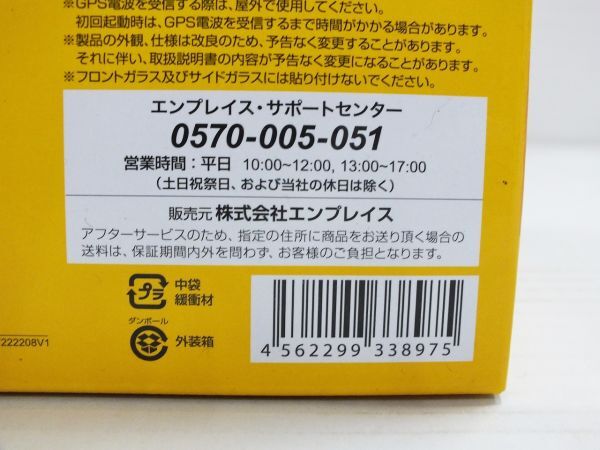 ※GPS電波を受信する際は、屋外で使用してください。
初回起動時は、GPS電波を受信するまで時間がかかる場合があります。
※製品の外観、仕様は改良のため、予告なく変更することがあります。
それに伴い、取扱説明書の内容が予告なく変更になることがあります。
※フロントガラス及びサイドガラスには貼り付けないでください。
エンプレイス・サポートセンター
0570-005-051
営業時間：平日 10:00~12:00, 13:00~17:00
（土日祝祭日、および当社の休日は除く）
販売元 株式会社エンプレイス
アフターサービスのため、指定の住所に商品をお送り頂く場合の
送料は、保証期間内外を問わず、お客様のご負担となります。
プラ
中袋
緩衝材
ダンボール
外装箱
4 562299 338975
222208V1